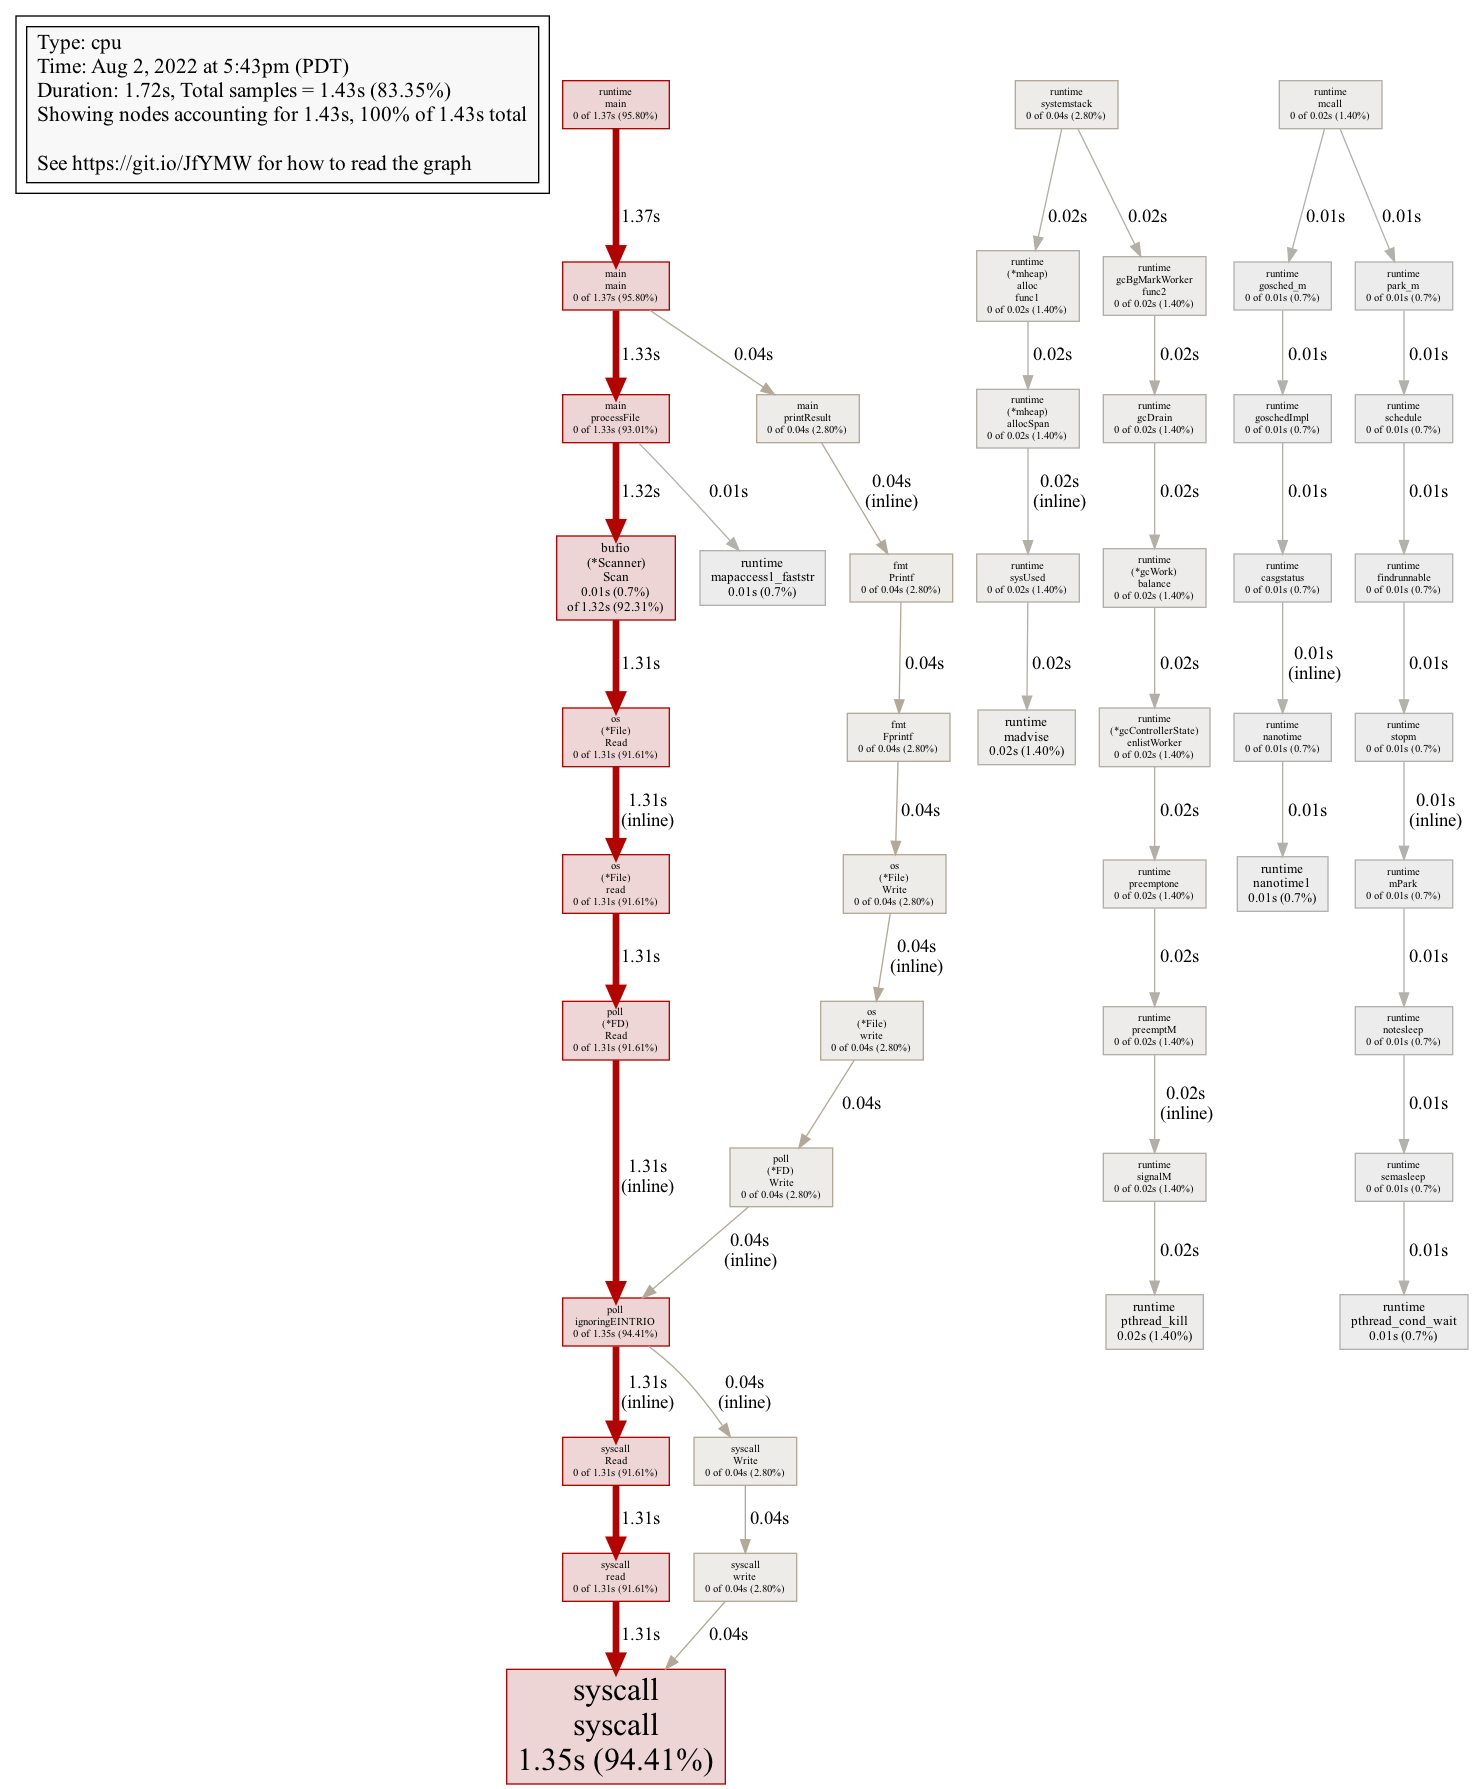 Type: cpu
Time: Aug 2, 2022 at 5:43pm (PDT)
Duration: 1.72s, Total samples = 1.43s (83.35%)
Showing nodes accounting for 1.43s, 100% of 1.43s total
See https://git.io/JfYMW for how to read the graph
runtime
main
0 of 1.37s (95.80%)
runtime
systemstack
0 of 0.04s (2.80%)
runtime
mcall
0 of 0.02s (1.40%)
1.37s
0.02s
0.02s
0.01s
0.01s
main
main
0 of 1.37s (95.80%)
runtime
(*mheap)
alloc
func1
0 of 0.02s (1.40%)
runtime
gcBgMarkWorker
func2
0 of 0.02s (1.40%)
runtime
gosched_m
0 of 0.01s (0.7%)
runtime
park_m
0 of 0.01s (0.7%)
1.33s
0.04s
0.02s
0.02s
0.01s
0.01s
main
processFile
0 of 1.33s (93.01%)
main
printResult
0 of 0.04s (2.80%)
runtime
(*mheap)
allocSpan
0 of 0.02s (1.40%)
runtime
gcDrain
0 of 0.02s (1.40%)
runtime
goschedImpl
0 of 0.01s (0.7%)
runtime
schedule
0 of 0.01s (0.7%)
1.32s
0.01s
0.04s
(inline)
0.02s
(inline)
0.02s
0.01s
0.01s
bufio
(*Scanner)
Scan
0.01s (0.7%)
of 1.32s (92.31%)
runtime
mapaccess1_faststr
0.01s (0.7%)
fmt
Printf
0 of 0.04s (2.80%)
runtime
sysUsed
0 of 0.02s (1.40%)
runtime
(*gcWork)
balance
0 of 0.02s (1.40%)
runtime
casgstatus
0 of 0.01s (0.7%)
runtime
findrunnable
0 of 0.01s (0.7%)
1.31s
0.04s
0.02s
0.02s
0.01s
(inline)
0.01s
os
(*File)
Read
0 of 1.31s (91.61%)
fmt
Fprintf
0 of 0.04s (2.80%)
runtime
madvise
0.02s (1.40%)
runtime
(*gcControllerState)
enlistWorker
0 of 0.02s (1.40%)
runtime
nanotime
0 of 0.01s (0.7%)
runtime
stopm
0 of 0.01s (0.7%)
1.31s
(inline)
0.04s
0.02s
0.01s
0.01s
(inline)
os
(*File)
read
0 of 1.31s (91.61%)
os
(*File)
Write
0 of 0.04s (2.80%)
runtime
preemptone
0 of 0.02s (1.40%)
runtime
nanotime1
0.01s (0.7%)
runtime
mPark
0 of 0.01s (0.7%)
1.31s
0.04s
(inline)
0.02s
0.01s
poll
(*FD)
Read
0 of 1.31s (91.61%)
os
(*File)
write
0 of 0.04s (2.80%)
runtime
preemptM
0 of 0.02s (1.40%)
runtime
notesleep
0 of 0.01s (0.7%)
1.31s
(inline)
0.04s
0.02s
(inline)
0.01s
poll
(*FD)
Write
0 of 0.04s (2.80%)
runtime
signalM
0 of 0.02s (1.40%)
runtime
semasleep
0 of 0.01s (0.7%)
0.04s
(inline)
0.02s
0.01s
poll
ignoringEINTRIO
0 of 1.35s (94.41%)
runtime
pthread_kill
0.02s (1.40%)
runtime
pthread_cond_wait
0.01s (0.7%)
1.31s
(inline)
0.04s
(inline)
syscall
Read
0 of 1.31s (91.61%)
syscall
Write
0 of 0.04s (2.80%)
1.31s
0.04s
syscall
read
0 of 1.31s (91.61%)
syscall
write
0 of 0.04s (2.80%)
1.31s
0.04s
syscall
syscall
1.35s (94.41%)